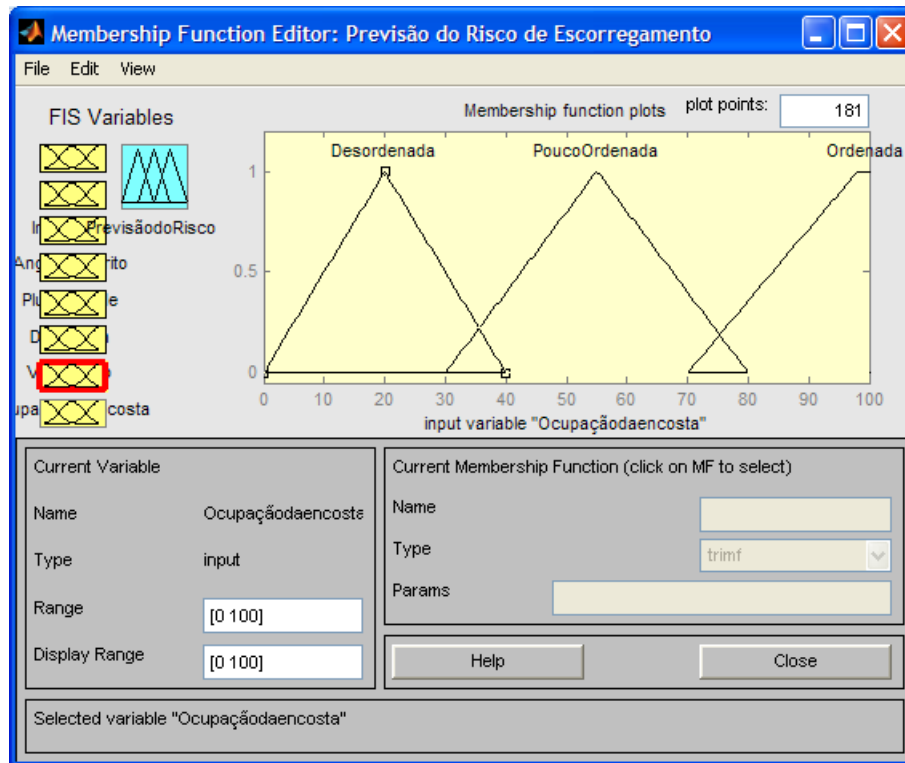 Membership Function Editor: Previsão do Risco de Escorregamento
File Edit View
FIS Variables
Membership function plots plot points: 181
Desordenada PoucoOrdenada Ordenada
1
0.5
0
0 10 20 30 40 50 60 70 80 90 100
input variable "Ocupaçãodaencosta"
PrevisãodoRisco
costa
Current Variable
Name Ocupaçãodaencosta
Type input
Range [0 100]
Display Range [0 100]
Current Membership Function (click on MF to select)
Name
Type trimf
Params
Help Close
Selected variable "Ocupaçãodaencosta"